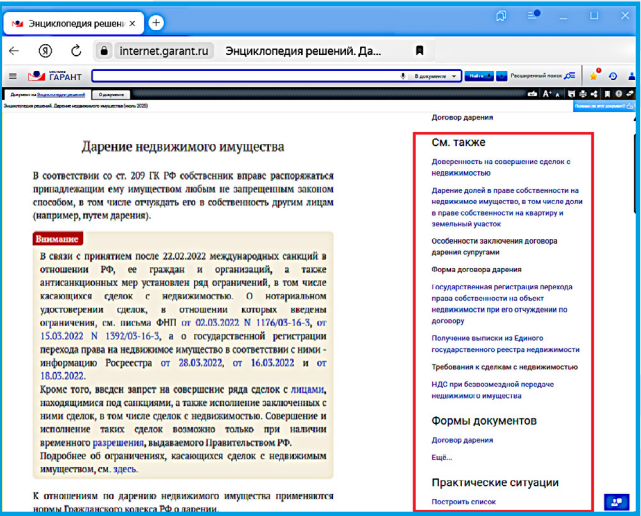 Энциклопедия решени
internet.garant.ru Энциклопедия решений. Да...
ГАРАНТ
В документе
Найти
Расширенный поиск
Документ из Энциклопедии решений
О документе
Энциклопедия решений. Дарение недвижимого имущества (июль 2025)
Дарение недвижимого имущества
В соответствии со ст. 209 ГК РФ собственник вправе распоряжаться
принадлежащим ему имуществом любым не запрещенным законом
способом, в том числе отчуждать его в собственность другим лицам
(например, путем дарения).
Внимание
В связи с принятием после 22.02.2022 международных санкций в
отношении РФ, ее граждан и организаций, а также
антисанкционных мер установлен ряд ограничений, в том числе
касающихся сделок с недвижимостью. О нотариальном
удостоверении сделок, в отношении которых введены
ограничения, см. письма ФНП от 02.03.2022 N 1176/03-16-3, от
15.03.2022 N 1392/03-16-3, а о государственной регистрации
перехода права на недвижимое имущество в соответствии с ними -
информацию Росреестра от 28.03.2022, от 16.03.2022 и от
18.03.2022.
Кроме того, введен запрет на совершение ряда сделок с лицами,
находящимися под санкциями, а также исполнение заключенных с
ними сделок, в том числе сделок с недвижимостью. Совершение и
исполнение таких сделок возможно только при наличии
временного разрешения, выдаваемого Правительством РФ.
Подробнее об ограничениях, касающихся сделок с недвижимым
имуществом, см. здесь.
К отношениям по дарению недвижимого имущества применяются
нормы Гражданского кодекса РФ о дарении.
Договор дарения
См. также
Доверенность на совершение сделок с
недвижимостью
Дарение долей в праве собственности на
недвижимое имущество, в том числе доли
в праве собственности на квартиру и
земельный участок
Особенности заключения договора
дарения супругами
Форма договора дарения
Государственная регистрация перехода
права собственности на объект
недвижимости при его отчуждении по
договору
Получение выписки из Единого
государственного реестра недвижимости
Требования к сделкам с недвижимостью
НДС при безвозмездной передаче
недвижимого имущества
Формы документов
Договор дарения
Ещё...
Практические ситуации
Построить список